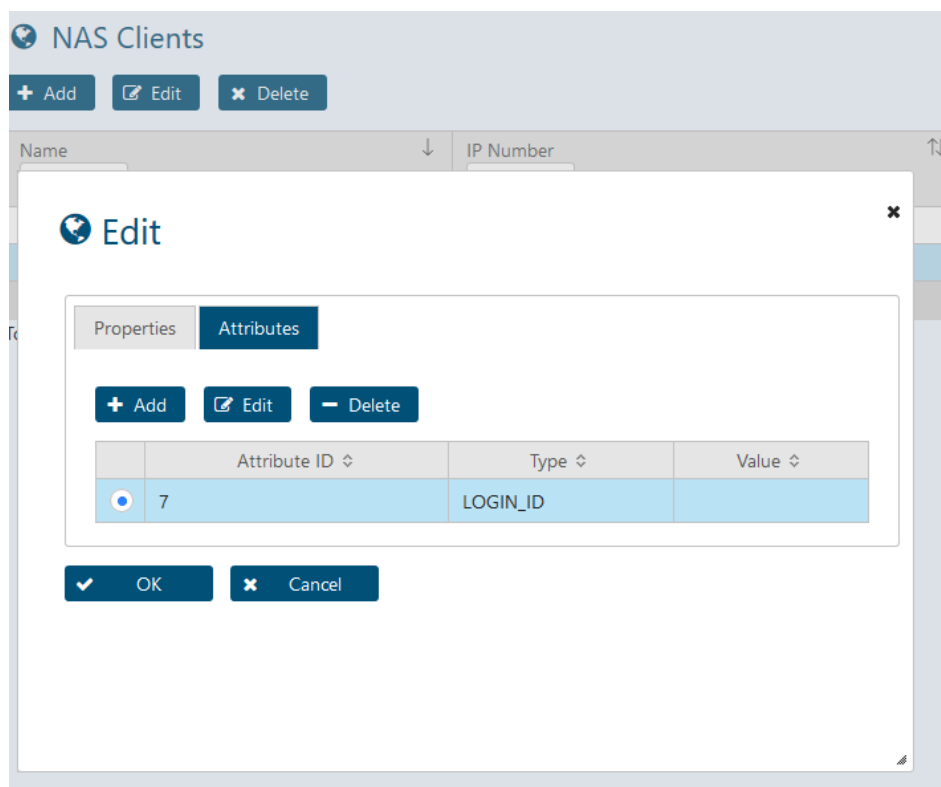 NAS Clients
Add Edit Delete
Name IP Number
Edit
Properties Attributes
Add Edit Delete
Attribute ID Type Value
7 LOGIN_ID
OK Cancel